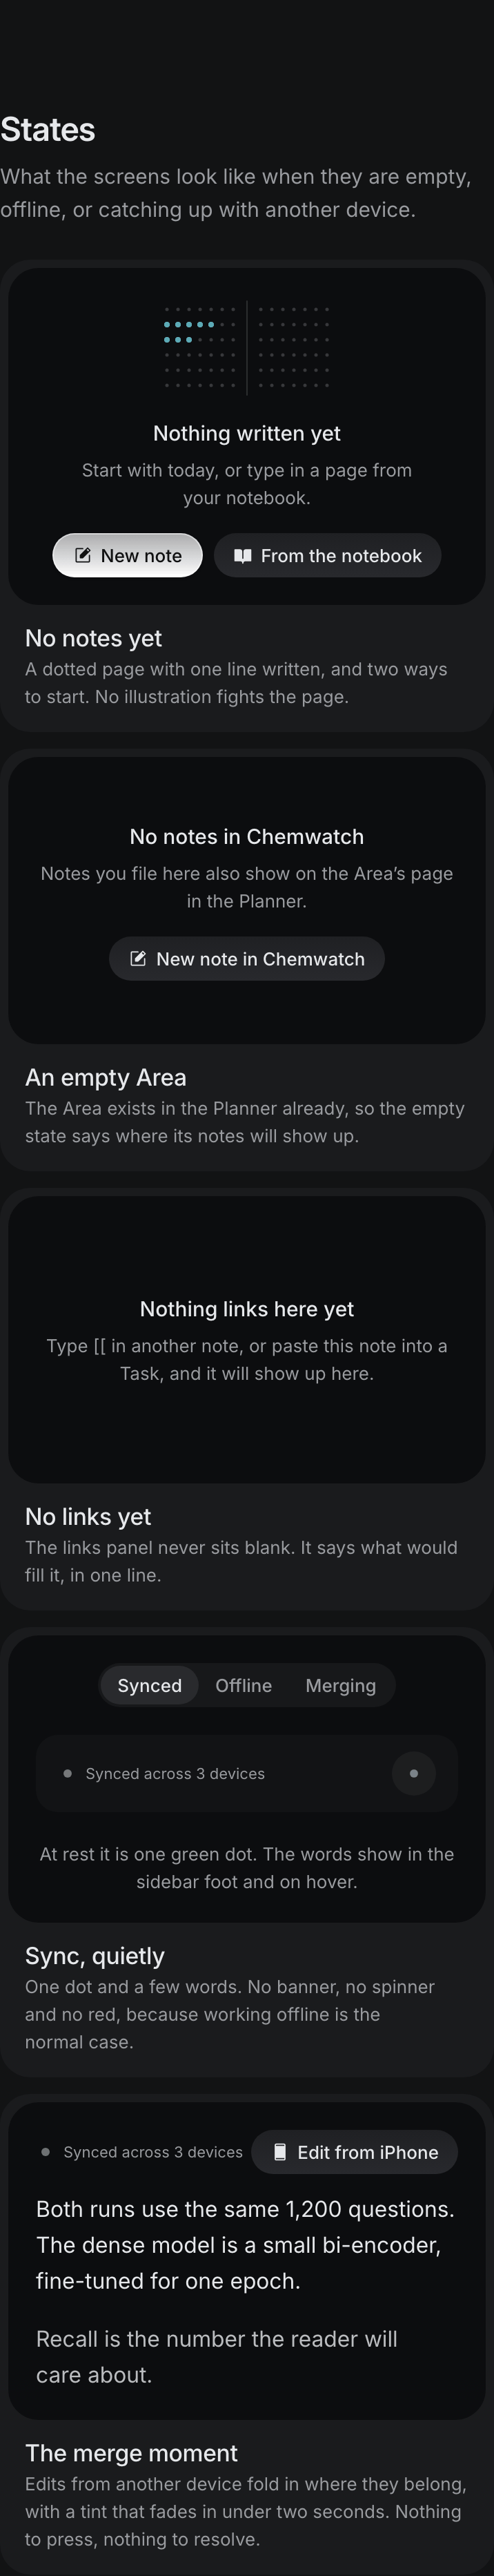 States
What the screens look like when they are empty,
offline, or catching up with another device.
Nothing written yet
Start with today, or type in a page from
your notebook.
New note
From the notebook
No notes yet
A dotted page with one line written, and two ways
to start. No illustration fights the page.
No notes in Chemwatch
Notes you file here also show on the Area’s page
in the Planner.
New note in Chemwatch
An empty Area
The Area exists in the Planner already, so the empty
state says where its notes will show up.
Nothing links here yet
Type [[ in another note, or paste this note into a
Task, and it will show up here.
No links yet
The links panel never sits blank. It says what would
fill it, in one line.
Synced Offline Merging
Synced across 3 devices
At rest it is one green dot. The words show in the
sidebar foot and on hover.
Sync, quietly
One dot and a few words. No banner, no spinner
and no red, because working offline is the
normal case.
Synced across 3 devices
Edit from iPhone
Both runs use the same 1,200 questions.
The dense model is a small bi-encoder,
fine-tuned for one epoch.
Recall is the number the reader will
care about.
The merge moment
Edits from another device fold in where they belong,
with a tint that fades in under two seconds. Nothing
to press, nothing to resolve.